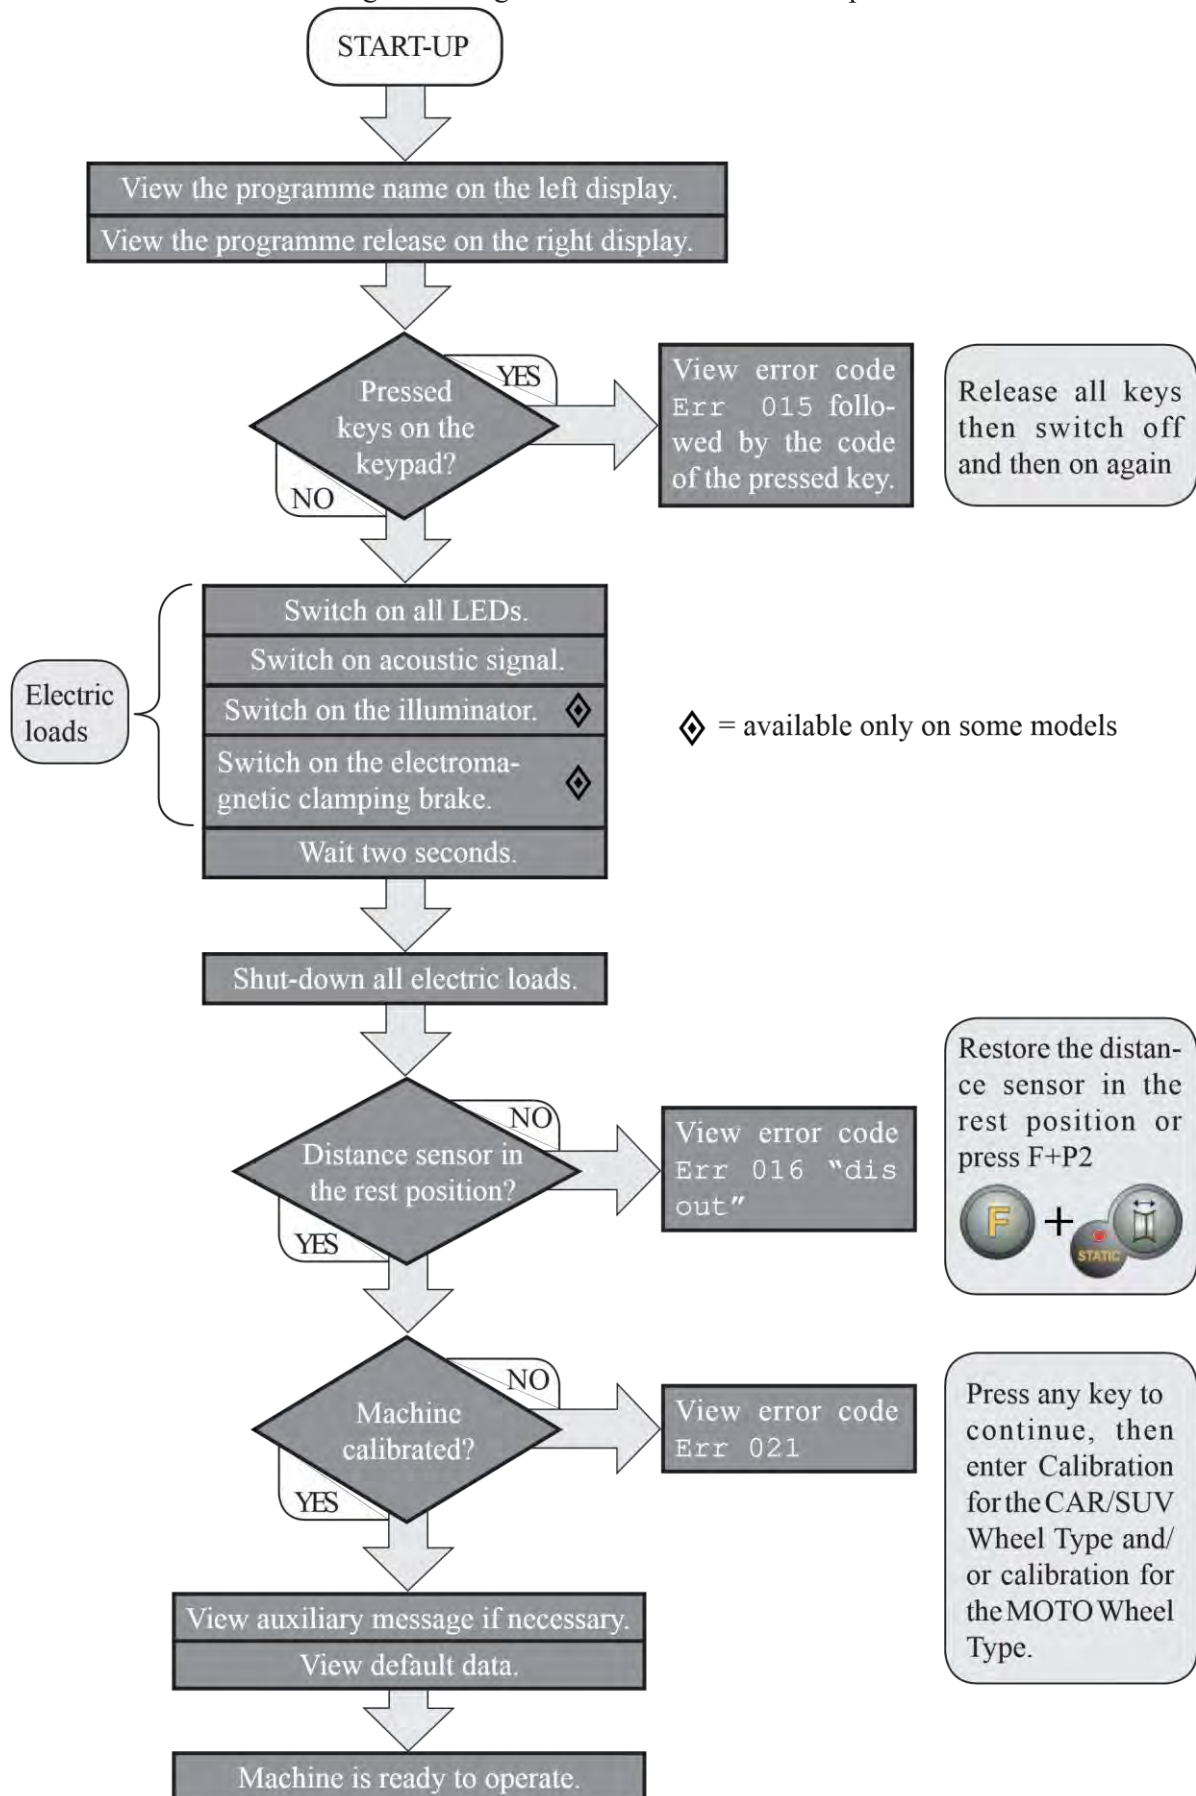 START-UP
View the programme name on the left display.
View the programme release on the right display.
Pressed
keys on the
keypad?
YES
NO
View error code
Err 015 follo-
wed by the code
of the pressed key.
Release all keys
then switch off
and then on again
Electric
loads
Switch on all LEDs.
Switch on acoustic signal.
Switch on the illuminator.
Switch on the electroma-
gnetic clamping brake.
Wait two seconds.
= available only on some models
Shut-down all electric loads.
Distance sensor in
the rest position?
NO
YES
View error code
Err 016 "dis
out"
Restore the distan-
ce sensor in the
rest position or
press F+P2
F + STATIC
Machine
calibrated?
NO
YES
View error code
Err 021
Press any key to
continue, then
enter Calibration
for the CAR/SUV
Wheel Type and/
or calibration for
the MOTO Wheel
Type.
View auxiliary message if necessary.
View default data.
Machine is ready to operate.